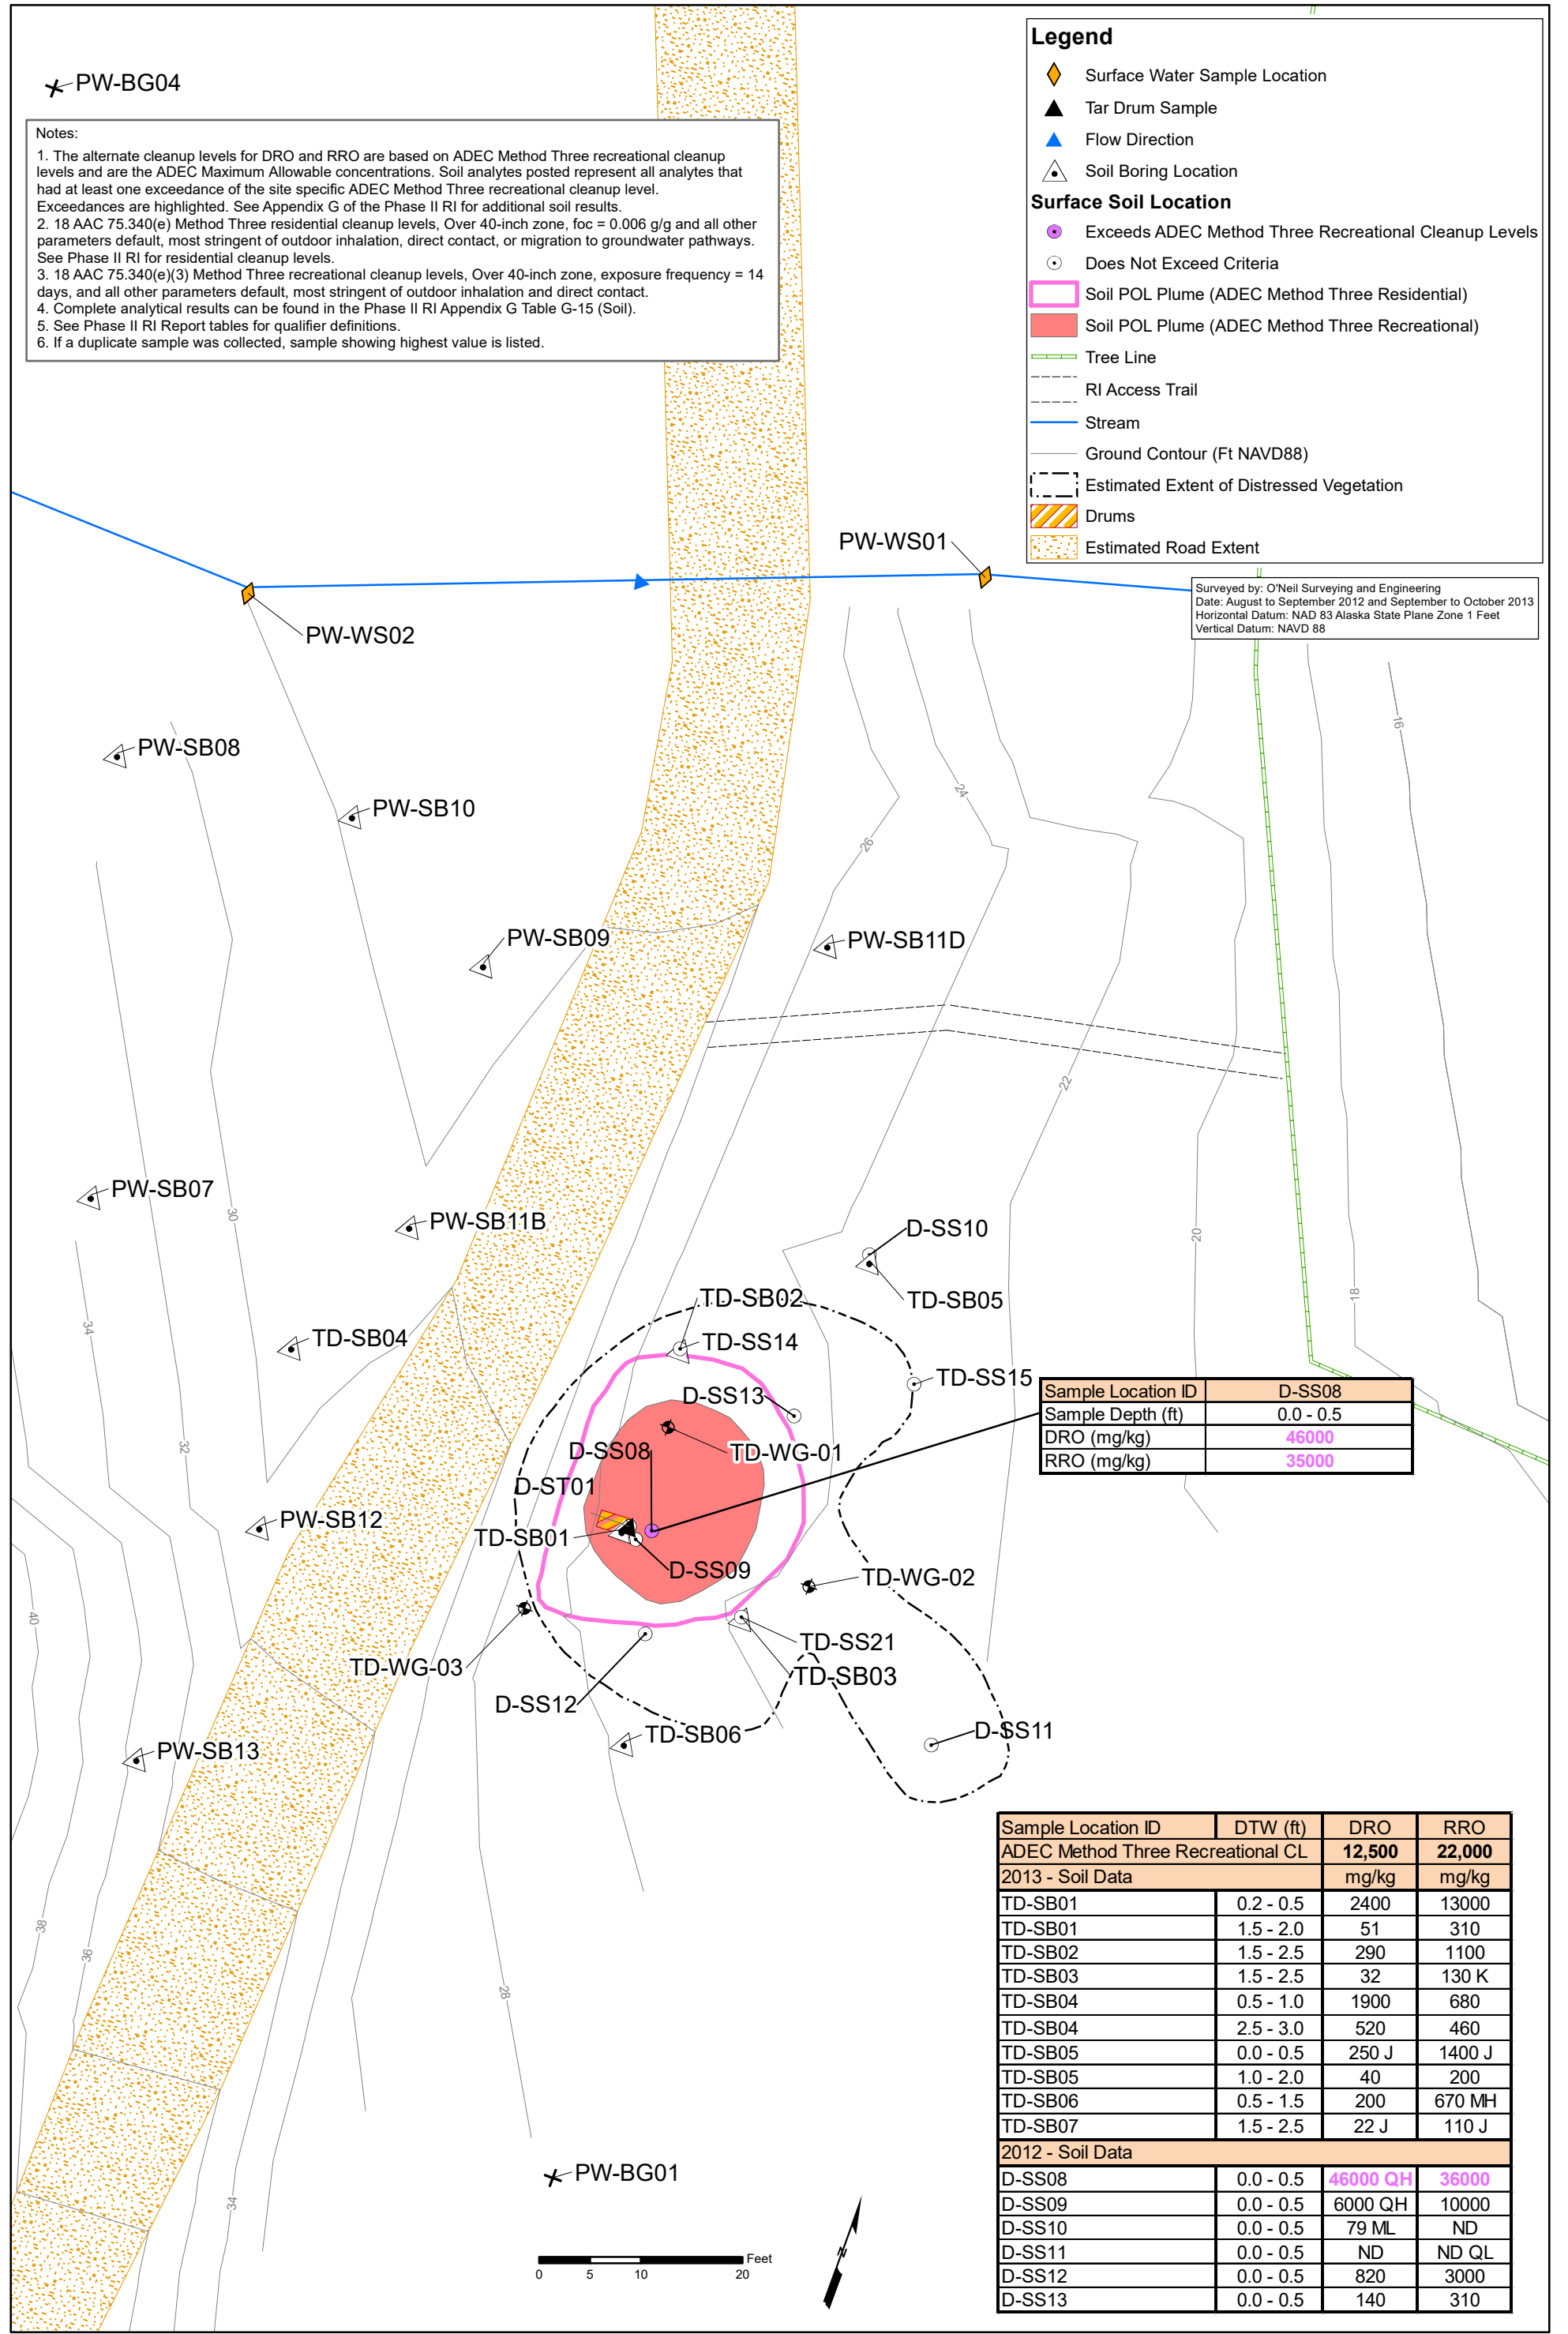 PW-BG04
Notes:
1. The alternate cleanup levels for DRO and RRO are based on ADEC Method Three recreational cleanup
levels and are the ADEC Maximum Allowable concentrations. Soil analytes posted represent all analytes that
had at least one exceedance of the site specific ADEC Method Three recreational cleanup level.
Exceedances are highlighted. See Appendix G of the Phase II RI for additional soil results.
2. 18 AAC 75.340(e) Method Three residential cleanup levels, Over 40-inch zone, foc = 0.006 g/g and all other
parameters default, most stringent of outdoor inhalation, direct contact, or migration to groundwater pathways.
See Phase II RI for residential cleanup levels.
3. 18 AAC 75.340(e)(3) Method Three recreational cleanup levels, Over 40-inch zone, exposure frequency = 14
days, and all other parameters default, most stringent of outdoor inhalation and direct contact.
4. Complete analytical results can be found in the Phase II RI Appendix G Table G-15 (Soil).
5. See Phase II RI Report tables for qualifier definitions.
6. If a duplicate sample was collected, sample showing highest value is listed.
Legend
Surface Water Sample Location
Tar Drum Sample
Flow Direction
Soil Boring Location
Surface Soil Location
Exceeds ADEC Method Three Recreational Cleanup Levels
Does Not Exceed Criteria
Soil POL Plume (ADEC Method Three Residential)
Soil POL Plume (ADEC Method Three Recreational)
Tree Line
RI Access Trail
Stream
Ground Contour (Ft NAVD88)
Estimated Extent of Distressed Vegetation
Drums
Estimated Road Extent
Surveyed by: O'Neil Surveying and Engineering
Date: August to September 2012 and September to October 2013
Horizontal Datum: NAD 83 Alaska State Plane Zone 1 Feet
Vertical Datum: NAVD 88
PW-WS01
PW-WS02
16
PW-SB08
24
PW-SB10
26
PW-SB09
PW-SB11D
22
PW-SB07
30
PW-SB11B
D-SS10
20
TD-SB05
18
TD-SB02
34
TD-SB04
TD-SS14
TD-SS15
D-SS13
32
D-SS08
TD-WG-01
D-ST01
PW-SB12
TD-SB01
D-SS09
TD-WG-02
40
TD-SS21
TD-WG-03
TD-SB03
D-SS12
TD-SB06
D-SS11
PW-SB13
38
36
28
34
PW-BG01
Sample Location ID D-SS08
Sample Depth (ft) 0.0 - 0.5
DRO (mg/kg) 46000
RRO (mg/kg) 35000
Sample Location ID DTW (ft) DRO RRO
ADEC Method Three Recreational CL 12,500 22,000
2013 - Soil Data mg/kg mg/kg
TD-SB01 0.2 - 0.5 2400 13000
TD-SB01 1.5 - 2.0 51 310
TD-SB02 1.5 - 2.5 290 1100
TD-SB03 1.5 - 2.5 32 130 K
TD-SB04 0.5 - 1.0 1900 680
TD-SB04 2.5 - 3.0 520 460
TD-SB05 0.0 - 0.5 250 J 1400 J
TD-SB05 1.0 - 2.0 40 200
TD-SB06 0.5 - 1.5 200 670 MH
TD-SB07 1.5 - 2.5 22 J 110 J
2012 - Soil Data
D-SS08 0.0 - 0.5 46000 QH 36000
D-SS09 0.0 - 0.5 6000 QH 10000
D-SS10 0.0 - 0.5 79 ML ND
D-SS11 0.0 - 0.5 ND ND QL
D-SS12 0.0 - 0.5 820 3000
D-SS13 0.0 - 0.5 140 310
Feet
0 5 10 20
N